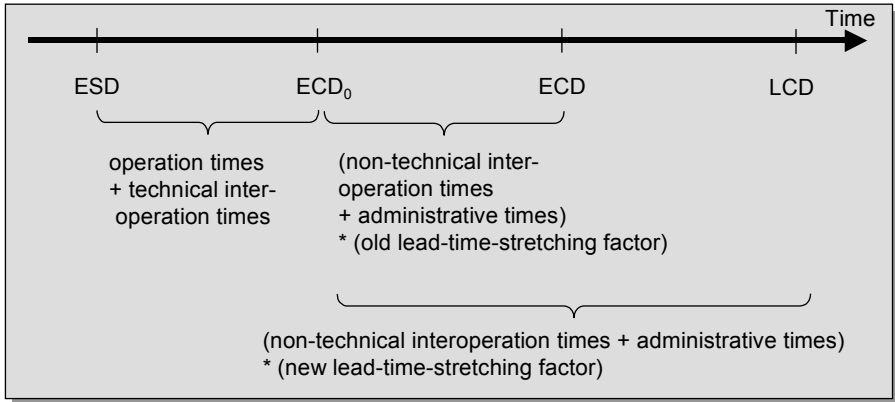 Time
ESD ECD₀ ECD LCD
operation times
+ technical inter-
operation times
(non-technical inter-
operation times
+ administrative times)
* (old lead-time-stretching factor)
(non-technical interoperation times + administrative times)
* (new lead-time-stretching factor)